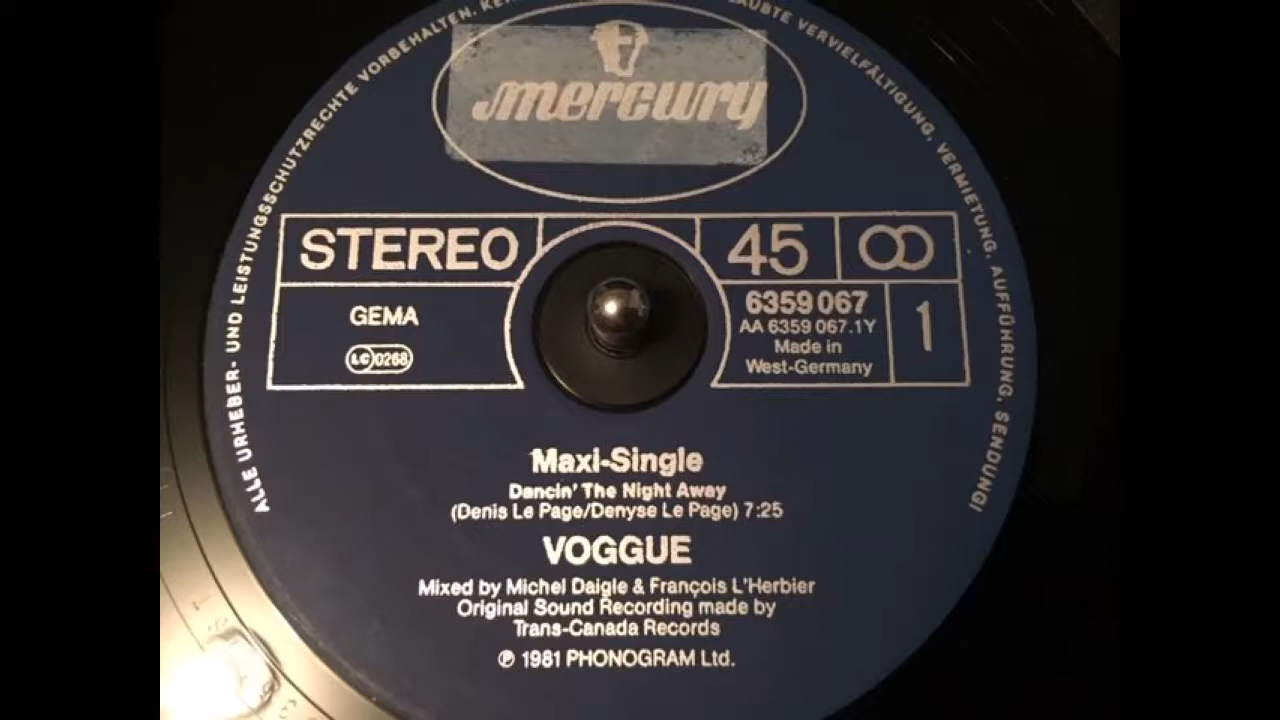 ALLE URHEBER- UND LEISTUNGSSCHUTZRECHTE VORBEHALTEN.
VERVIELFÄLTIGUNG, VERMIETUNG, AUFFÜHRUNG, SENDUNG!
mercury
STEREO 45
GEMA
LC 0268
6359 067
AA 6359 067.1Y
Made in
West-Germany
1
Maxi-Single
Dancin' The Night Away
(Denis Le Page/Denyse Le Page) 7:25
VOGGUE
Mixed by Michel Daigle & François L'Herbier
Original Sound Recording made by
Trans-Canada Records
℗ 1981 PHONOGRAM Ltd.